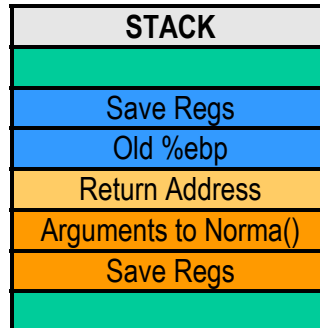 STACK
Save Regs
Old %ebp
Return Address
Arguments to Norma()
Save Regs